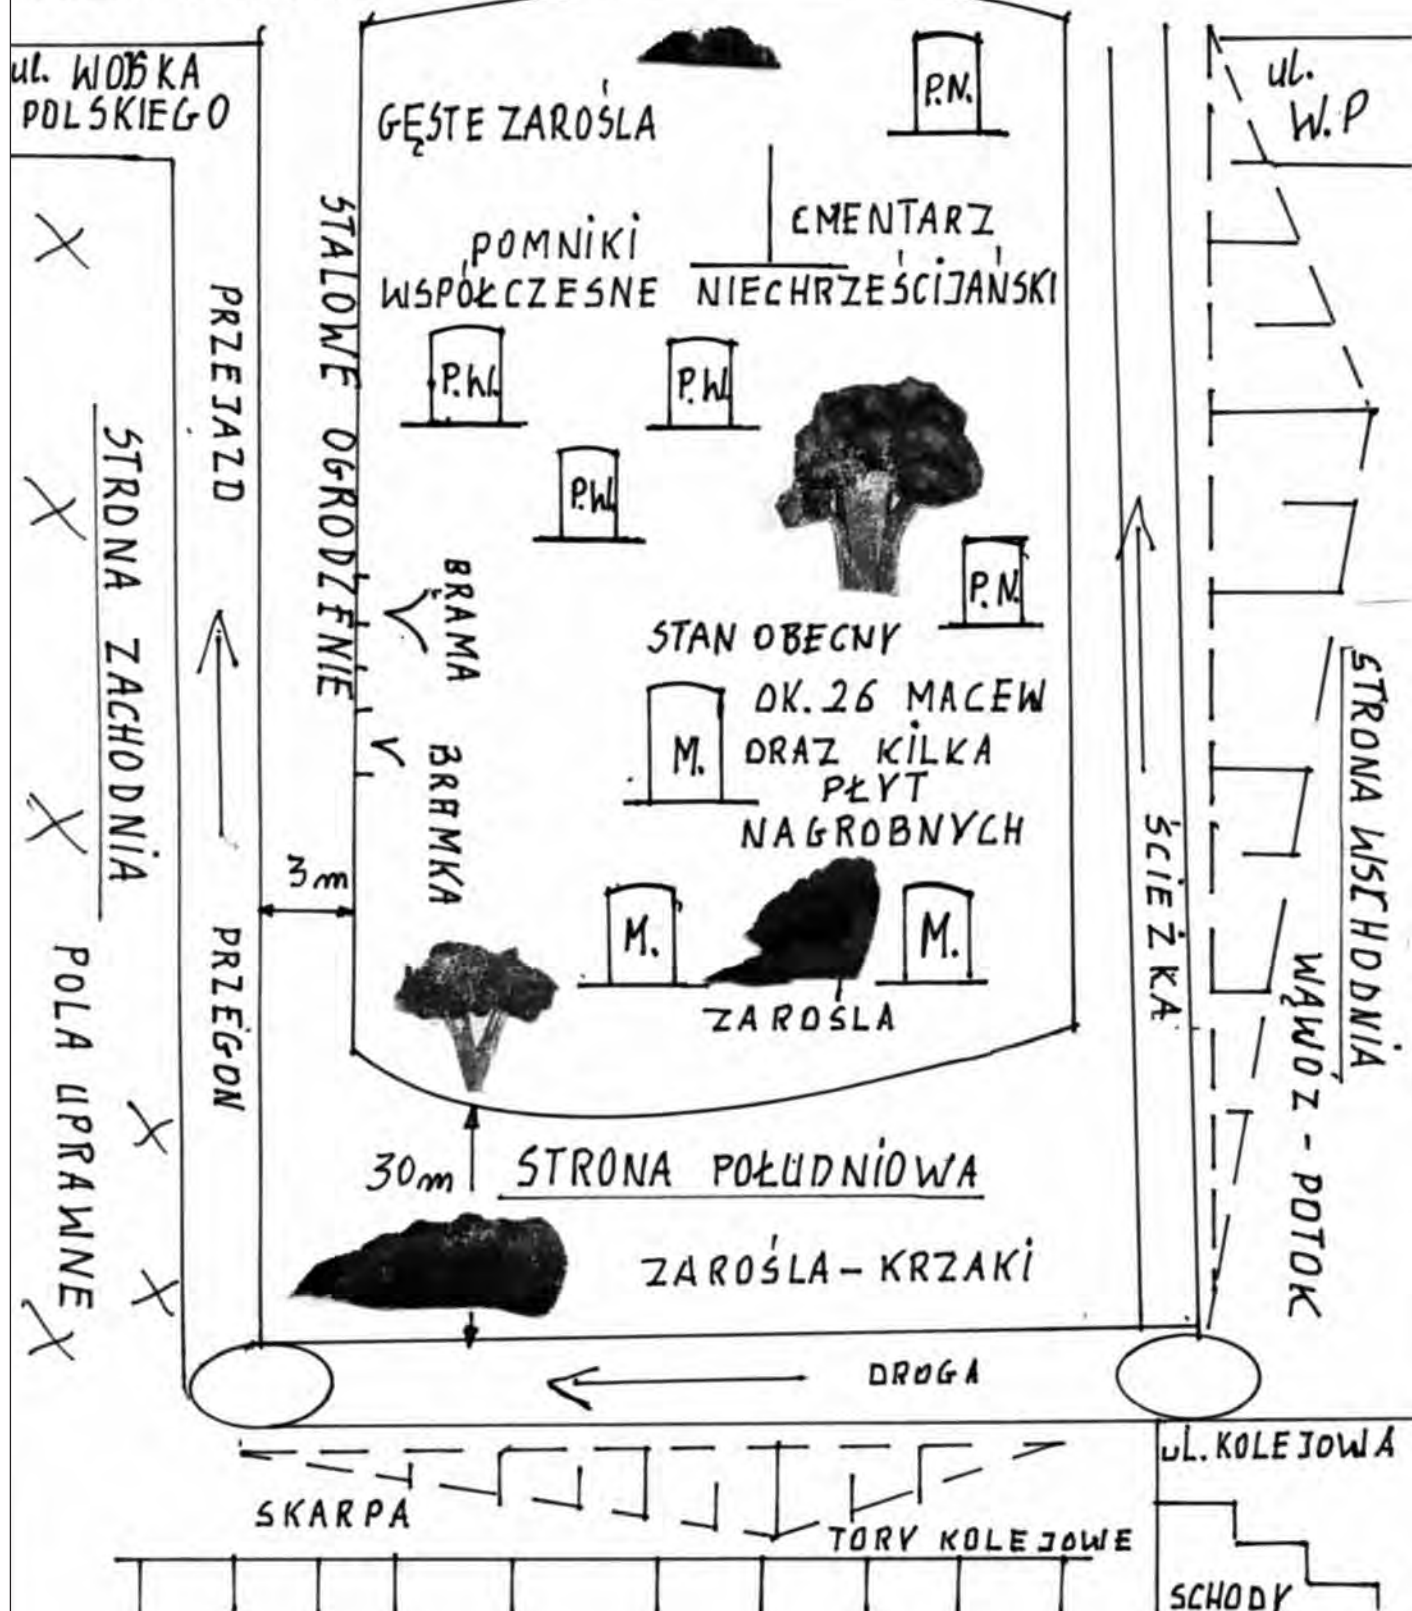 ul. WOJSKA
POLSKIEGO
ul.
W.P
GĘSTE ZAROŚLA
P.N.
POMNIKI
WSPÓŁCZESNE
CMENTARZ
NIECHRZEŚCIJAŃSKI
P.W.
P.W.
P.W.
P.N.
STALOWE OGRODZENIE
PRZEJAZD
STRONA ZACHODNIA
BRAMA
BRAMKA
STAN OBECNY
OK. 26 MACEW
ORAZ KILKA
PŁYT
NAGROBNYCH
M.
M.
M.
ZAROŚLA
3m
PRZEGON
POLA UPRAWNE
ŚCIEŻKA
STRONA WSCHODNIA
WĄWÓZ - POTOK
30m
STRONA POŁUDNIOWA
ZAROŚLA - KRZAKI
DROGA
SKARPA
TORY KOLEJOWE
uL. KOLEJOWA
SCHODY